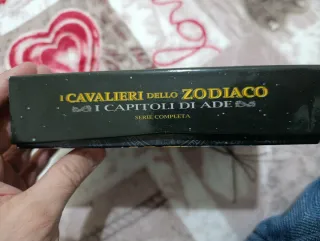 I CAVALIERI DELLO ZODIACO
I CAPITOLI DI ADE
SERIE COMPLETA